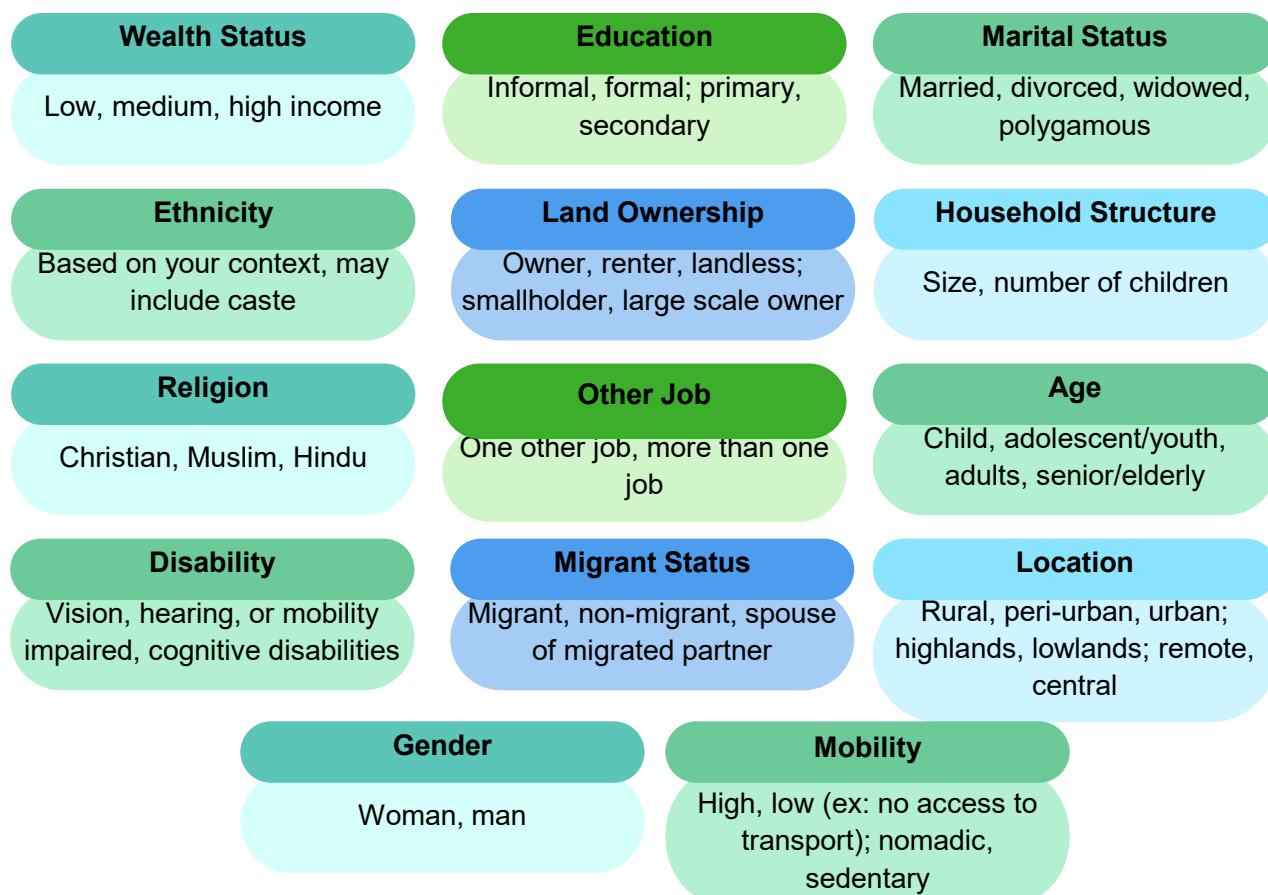 Wealth Status
Low, medium, high income
Education
Informal, formal; primary,
secondary
Marital Status
Married, divorced, widowed,
polygamous
Ethnicity
Based on your context, may
include caste
Land Ownership
Owner, renter, landless;
smallholder, large scale owner
Household Structure
Size, number of children
Religion
Christian, Muslim, Hindu
Other Job
One other job, more than one
job
Age
Child, adolescent/youth,
adults, senior/elderly
Disability
Vision, hearing, or mobility
impaired, cognitive disabilities
Migrant Status
Migrant, non-migrant, spouse
of migrated partner
Location
Rural, peri-urban, urban;
highlands, lowlands; remote,
central
Gender
Woman, man
Mobility
High, low (ex: no access to
transport); nomadic,
sedentary